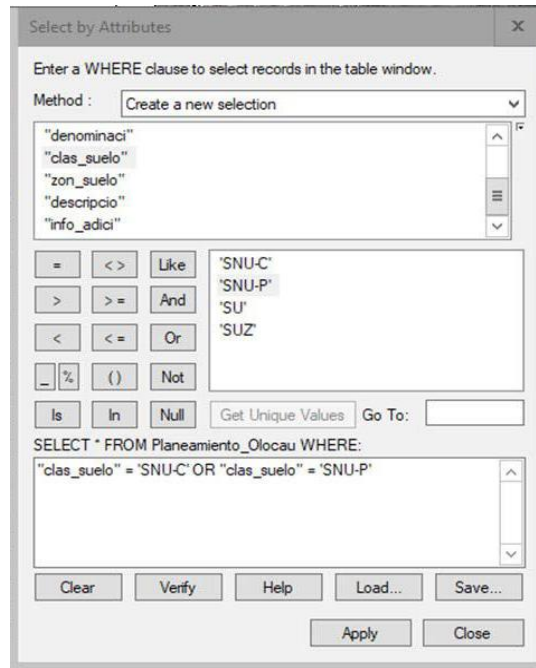 Select by Attributes
Enter a WHERE clause to select records in the table window.
Method : Create a new selection
"denominaci"
"clas_suelo"
"zon_suelo"
"descripcio"
"info_adici"
= < > Like
> > = And
< < = Or
_ % () Not
Is In Null
'SNU-C'
'SNU-P'
'SU'
'SUZ'
Get Unique Values Go To:
SELECT * FROM Planeamiento_Olocau WHERE:
"clas_suelo" = 'SNU-C' OR "clas_suelo" = 'SNU-P'
Clear Verify Help Load... Save...
Apply Close